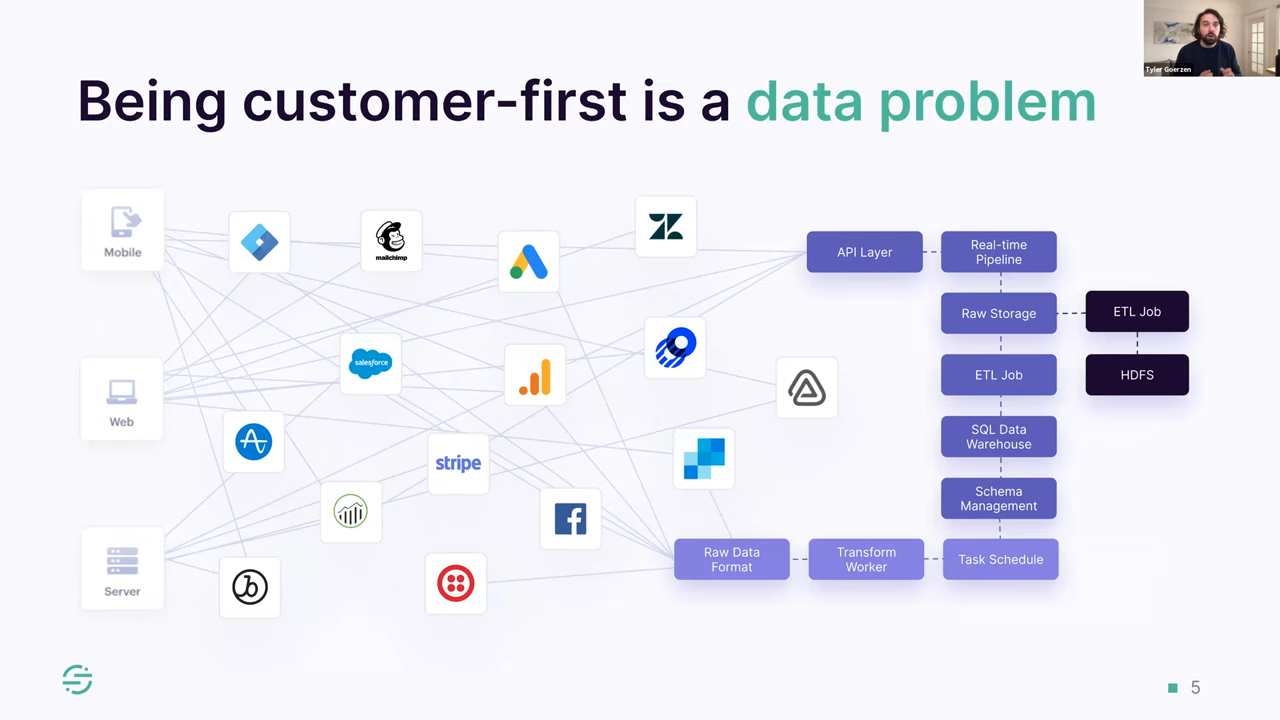 Tyler Goerzen
Being customer-first is a data problem
Mobile
mailchimp
API Layer
Real-time
Pipeline
Raw Storage
ETL Job
salesforce
ETL Job
HDFS
Web
SQL Data
Warehouse
stripe
Schema
Management
Raw Data
Format
Transform
Worker
Task Schedule
Server
b
5